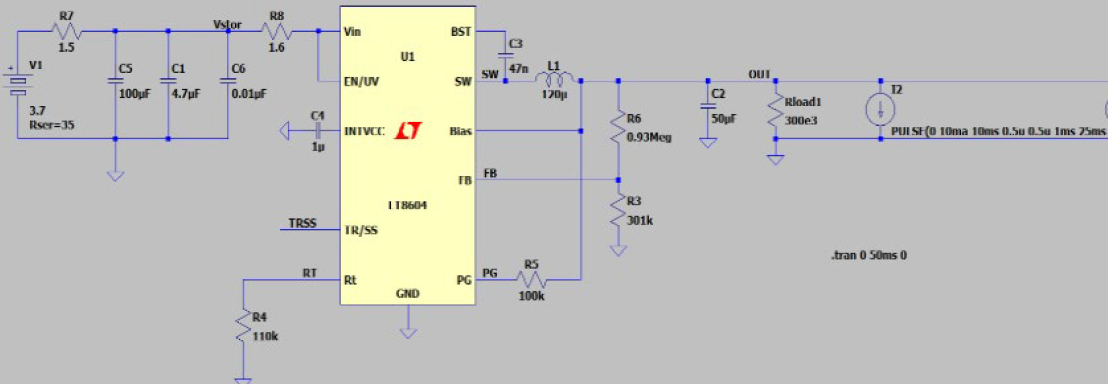 R7
1.5
Vstor
R8
1.6
V1
3.7
Rser=35
C5
100µF
C1
4.7µF
C6
0.01µF
C4
1µ
TRSS
RT
R4
110k
Vin
EN/UV
INTVCC
TR/SS
Rt
U1
LT8604
GND
BST
SW
Bias
FB
PG
C3
47n
SW
L1
120µ
FB
PG
R5
100k
R6
0.93Meg
R3
301k
C2
50µF
OUT
Rload1
300e3
I2
PULSE(0 10ma 10ms 0.5u 0.5u 1ms 25ms
.tran 0 50ms 0